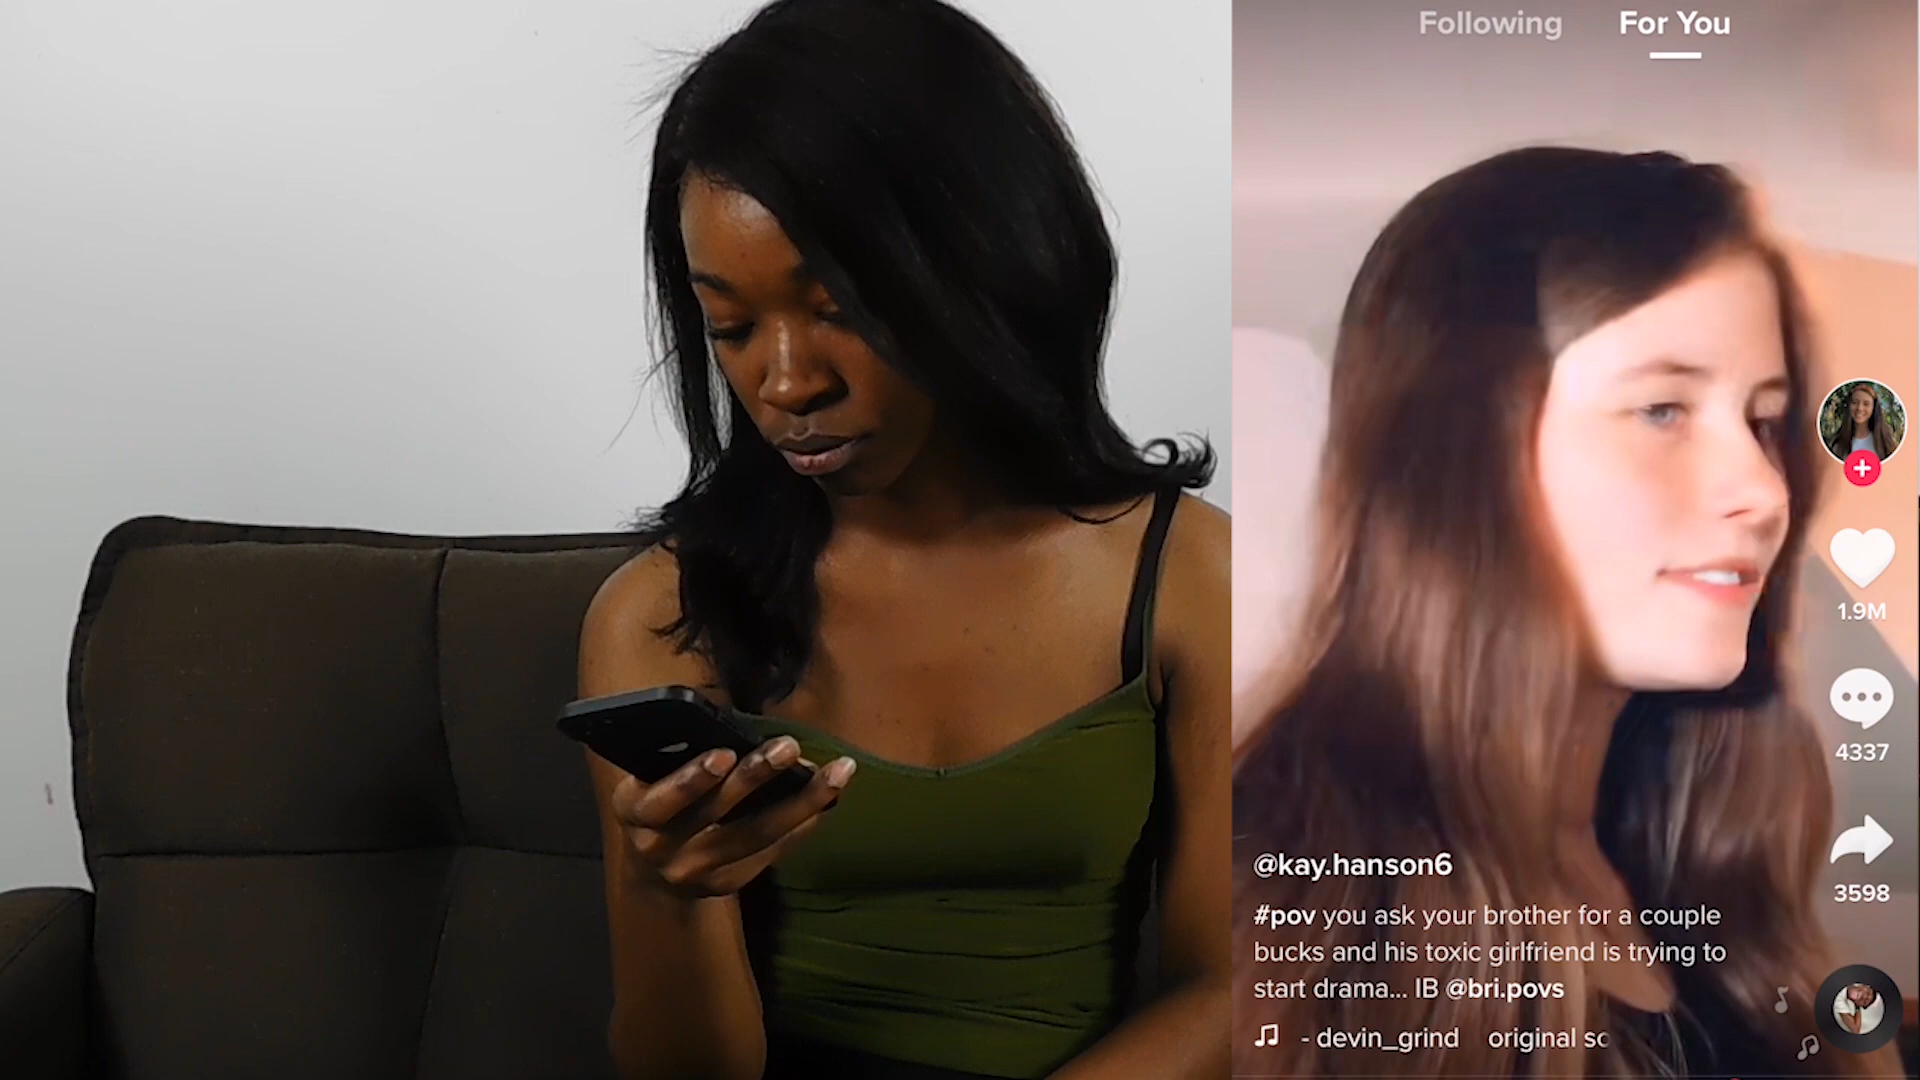 Following For You
1.9M
4337
3598
@kay.hanson6
#pov you ask your brother for a couple
bucks and his toxic girlfriend is trying to
start drama... IB @bri.povs
- devin_grind original so